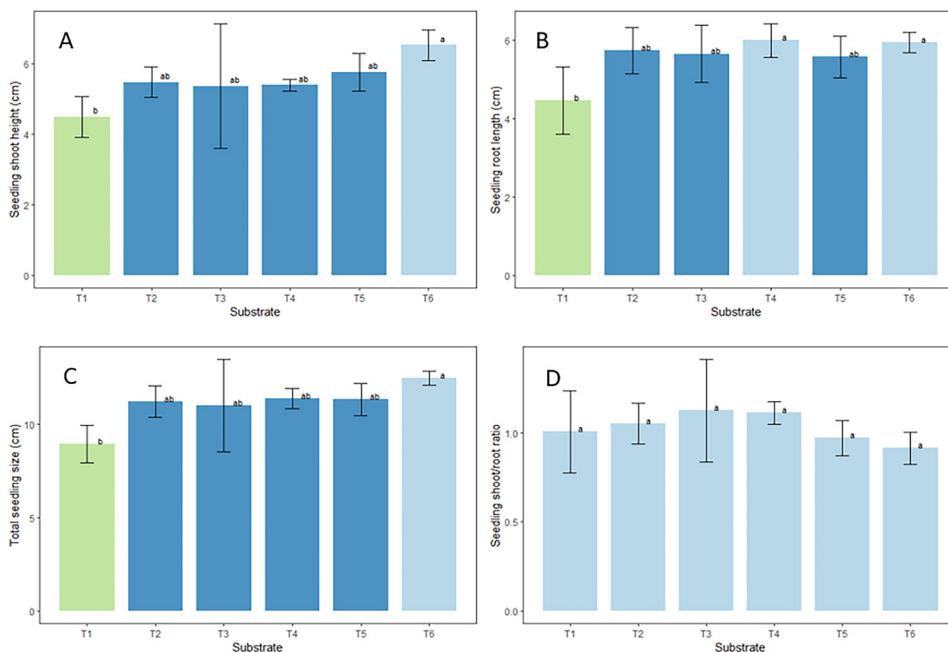 A
Seedling shoot height (cm)
6
4
2
0
b
ab
ab
ab
ab
a
T1 T2 T3 T4 T5 T6
Substrate
B
Seedling root length (cm)
6
4
2
0
b
ab
ab
a
ab
a
T1 T2 T3 T4 T5 T6
Substrate
C
Total seedling size (cm)
10
5
0
b
ab
ab
ab
ab
a
T1 T2 T3 T4 T5 T6
Substrate
D
Seedling shoot/root ratio
1.0
0.5
0.0
a
a
a
a
a
a
T1 T2 T3 T4 T5 T6
Substrate